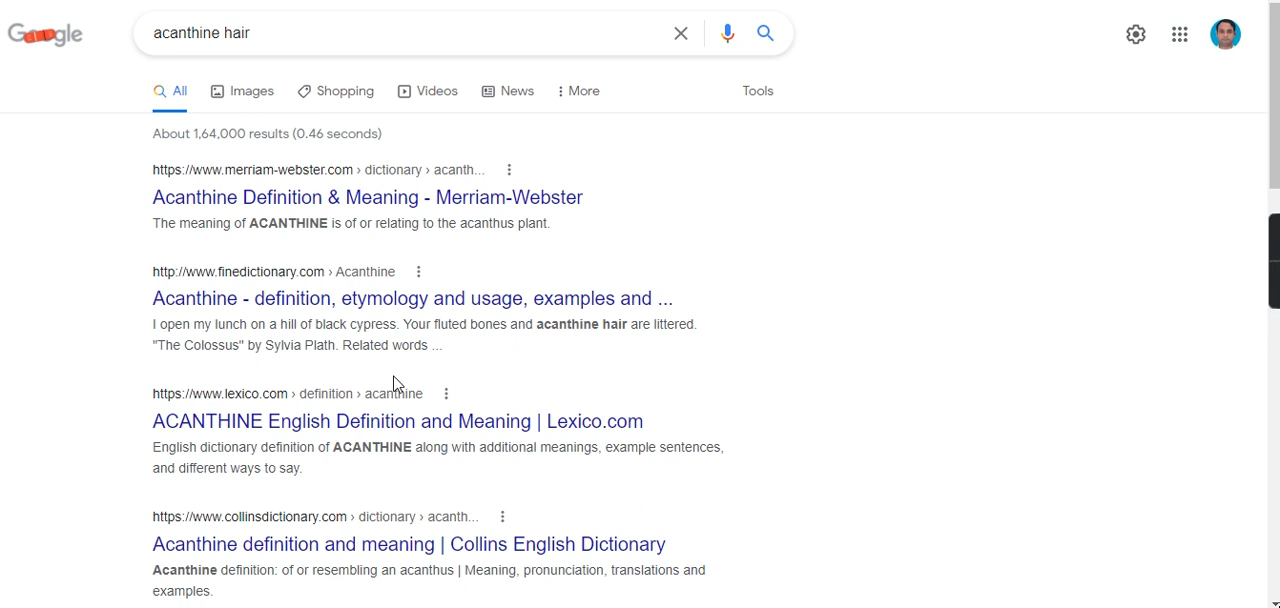 Google
acanthine hair
All Images Shopping Videos News More Tools
About 1,64,000 results (0.46 seconds)
https://www.merriam-webster.com › dictionary › acanth...
Acanthine Definition & Meaning - Merriam-Webster
The meaning of ACANTHINE is of or relating to the acanthus plant.
http://www.finedictionary.com › Acanthine
Acanthine - definition, etymology and usage, examples and ...
I open my lunch on a hill of black cypress. Your fluted bones and acanthine hair are littered.
"The Colossus" by Sylvia Plath. Related words ...
https://www.lexico.com › definition › acanthine
ACANTHINE English Definition and Meaning | Lexico.com
English dictionary definition of ACANTHINE along with additional meanings, example sentences,
and different ways to say.
https://www.collinsdictionary.com › dictionary › acanth...
Acanthine definition and meaning | Collins English Dictionary
Acanthine definition: of or resembling an acanthus | Meaning, pronunciation, translations and
examples.